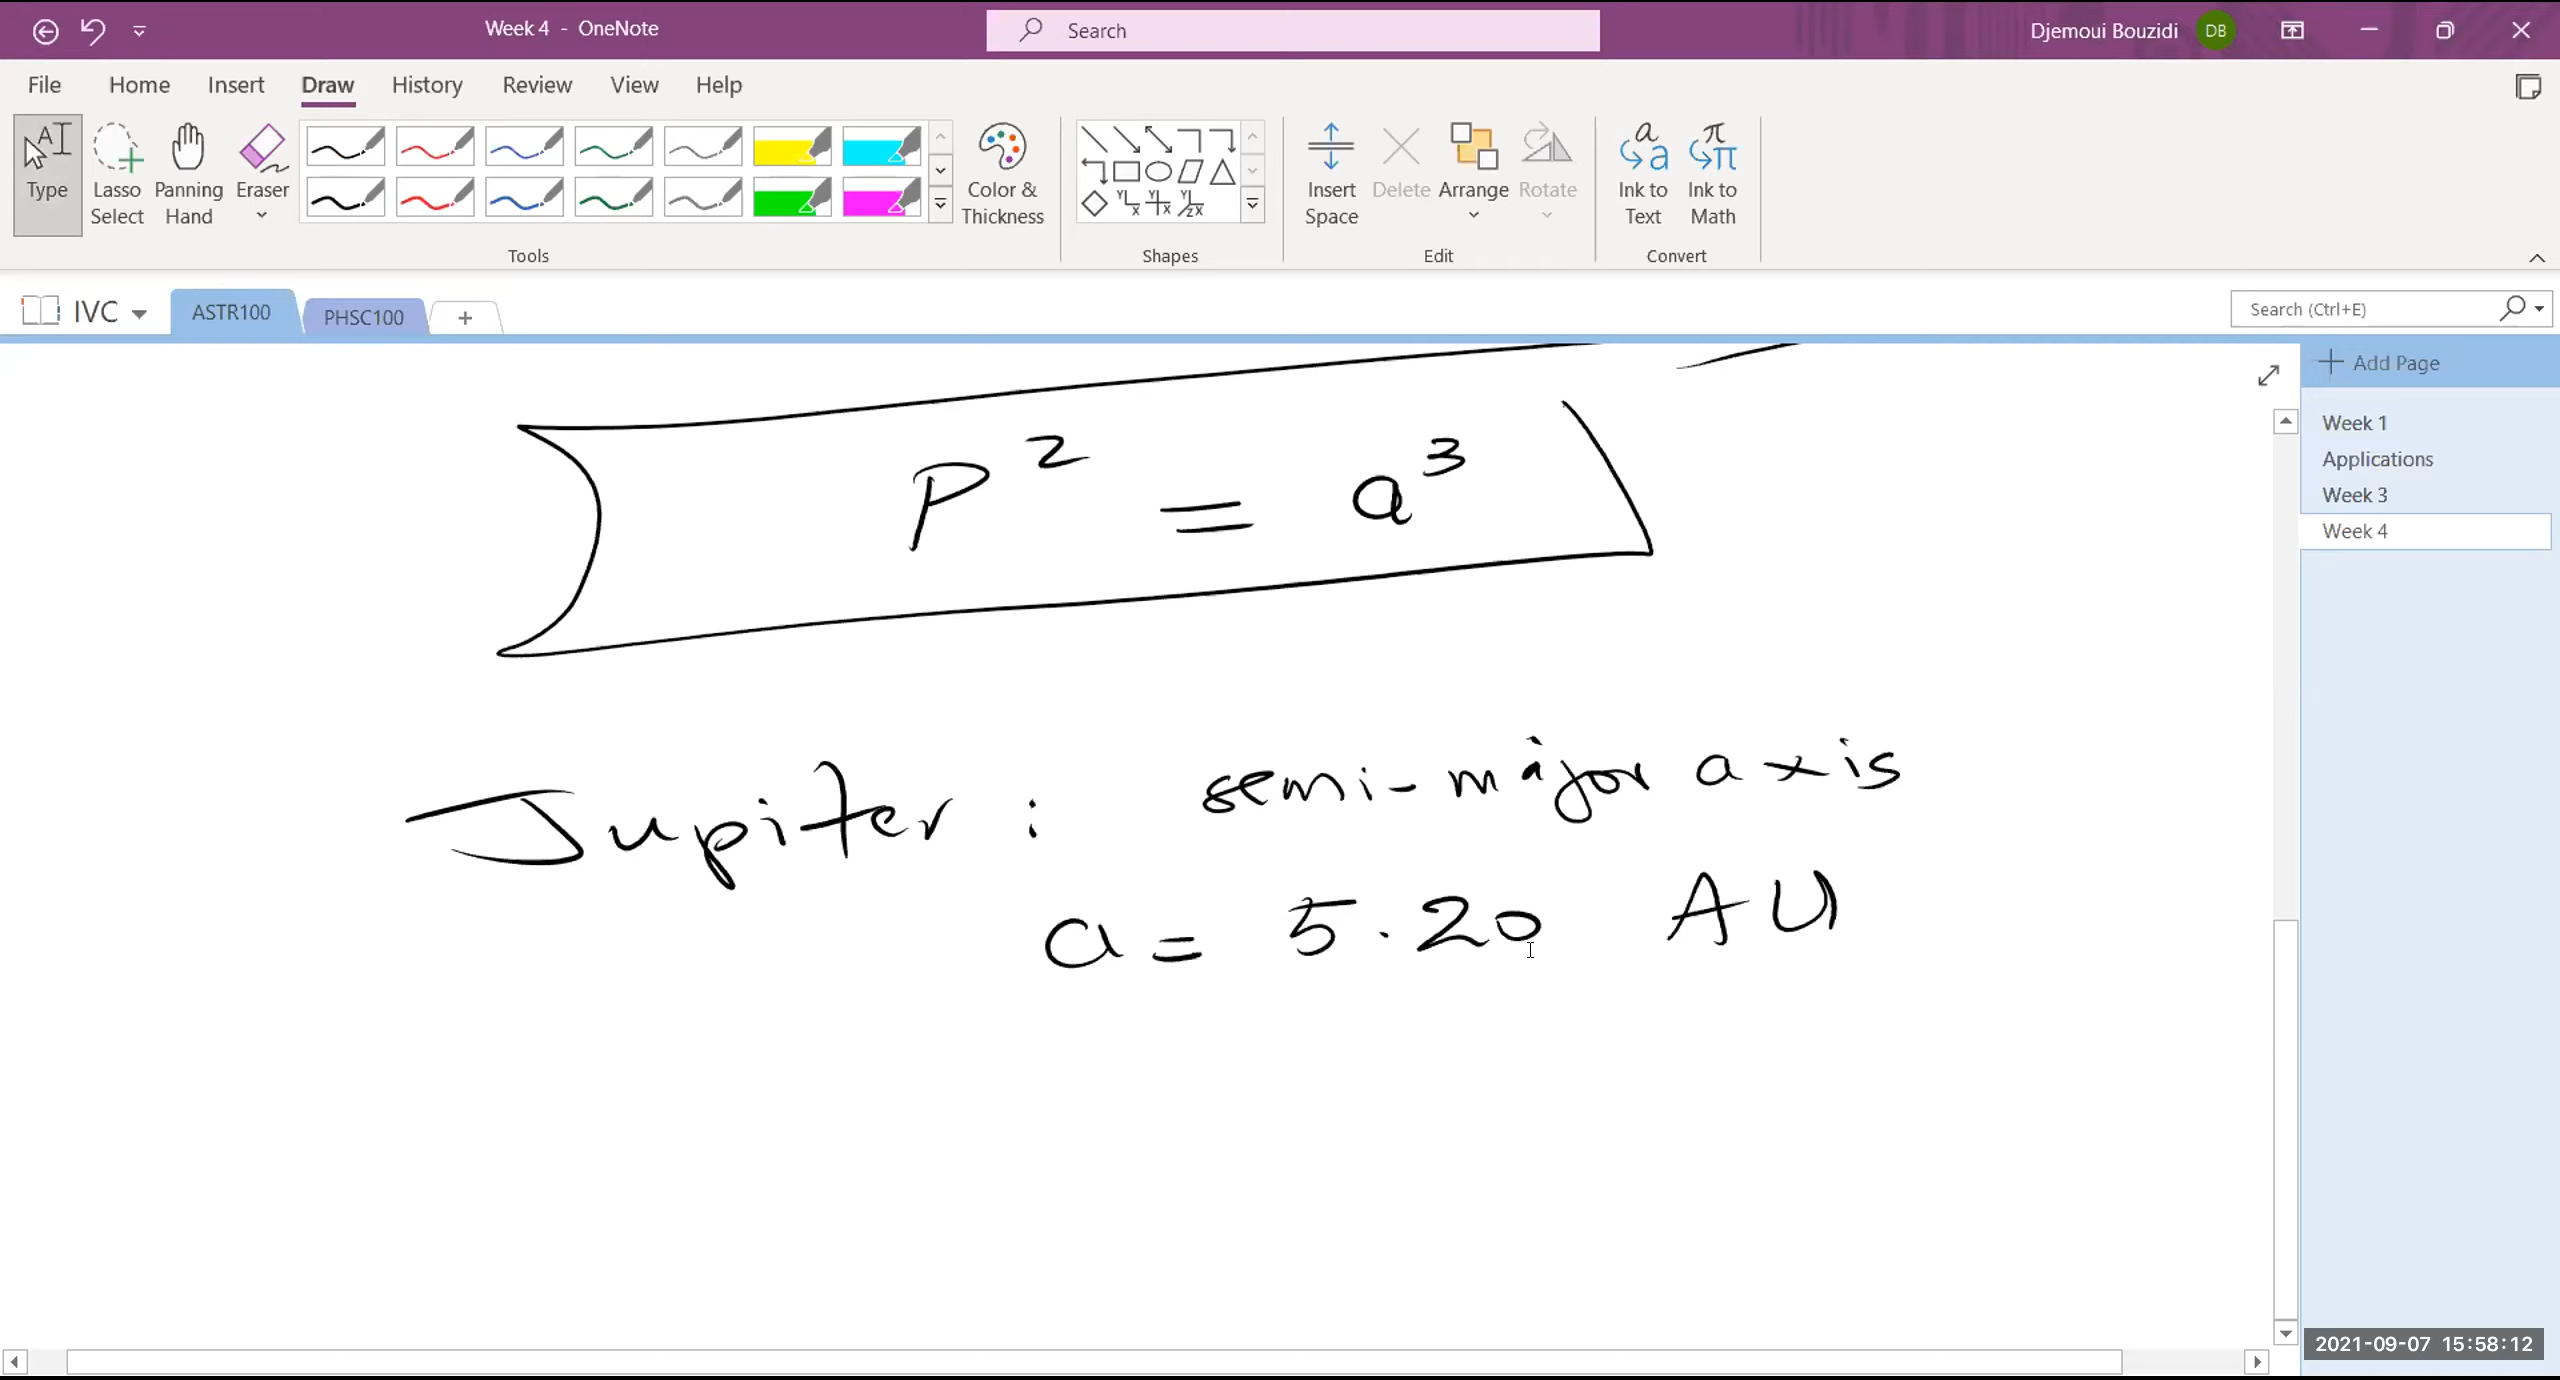 Week 4 - OneNote
Search
Djemoui Bouzidi DB
File Home Insert Draw History Review View Help
Type
Lasso Select
Panning Hand
Eraser
Color & Thickness
Insert Space
Delete
Arrange
Rotate
Ink to Text
Ink to Math
Tools
Shapes
Edit
Convert
IVC
ASTR100
PHSC100
+
Search (Ctrl+E)
Add Page
Week 1
Applications
Week 3
Week 4
P² = a³
Jupiter : semi-major axis
a = 5.20 AU
2021-09-07 15:58:12